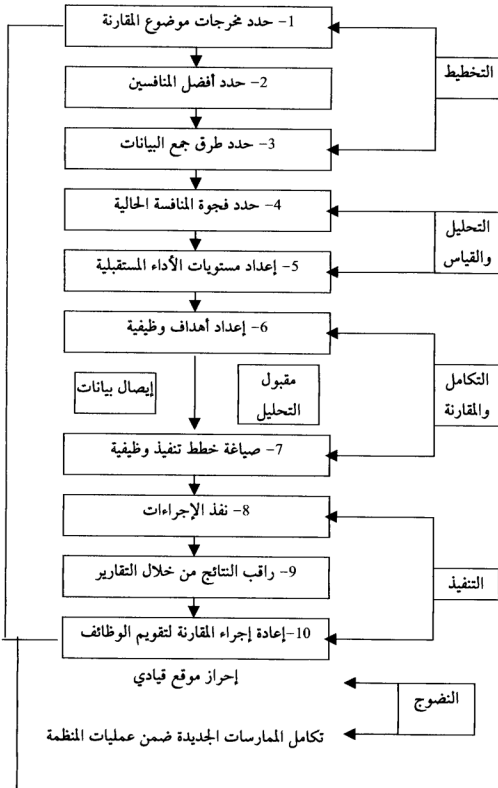 1- حدد مخرجات موضوع المقارنة
التخطيط
2- حدد أفضل المنافسين
3- حدد طرق جمع البيانات
4- حدد فجوة المنافسة الحالية
التحليل
والقياس
5- إعداد مستويات الأداء المستقبلية
6- إعداد أهداف وظيفية
مقبول
التحليل
إيصال بيانات
التكامل
والمقارنة
7- صياغة خطط تنفيذ وظيفية
8- نفذ الإجراءات
9- راقب النتائج من خلال التقارير
التنفيذ
10-إعادة إجراء المقارنة لتقويم الوظائف
إحراز موقع قيادي
النضوج
تكامل الممارسات الجديدة ضمن عمليات المنظمة